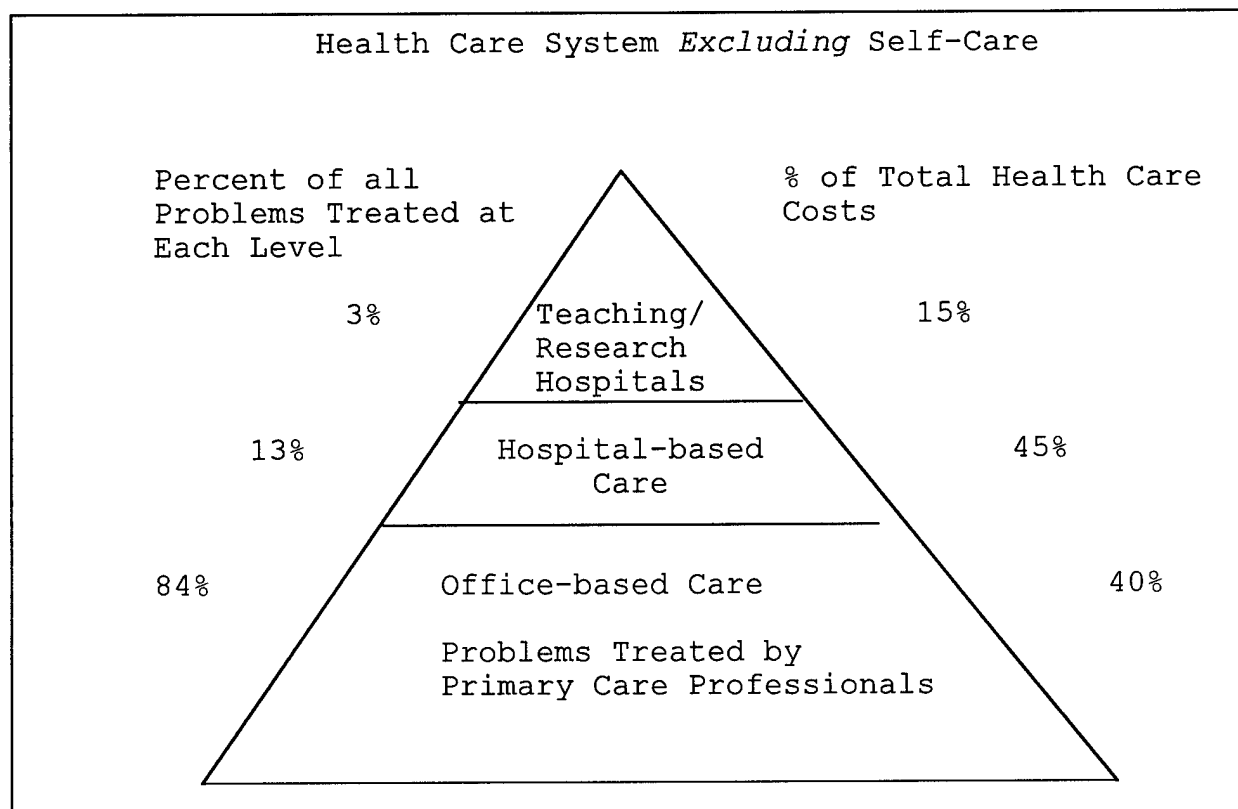 Health Care System Excluding Self-Care
Percent of all
Problems Treated at
Each Level
% of Total Health Care
Costs
3%
Teaching/
Research
Hospitals
15%
13%
Hospital-based
Care
45%
84%
Office-based Care
40%
Problems Treated by
Primary Care Professionals